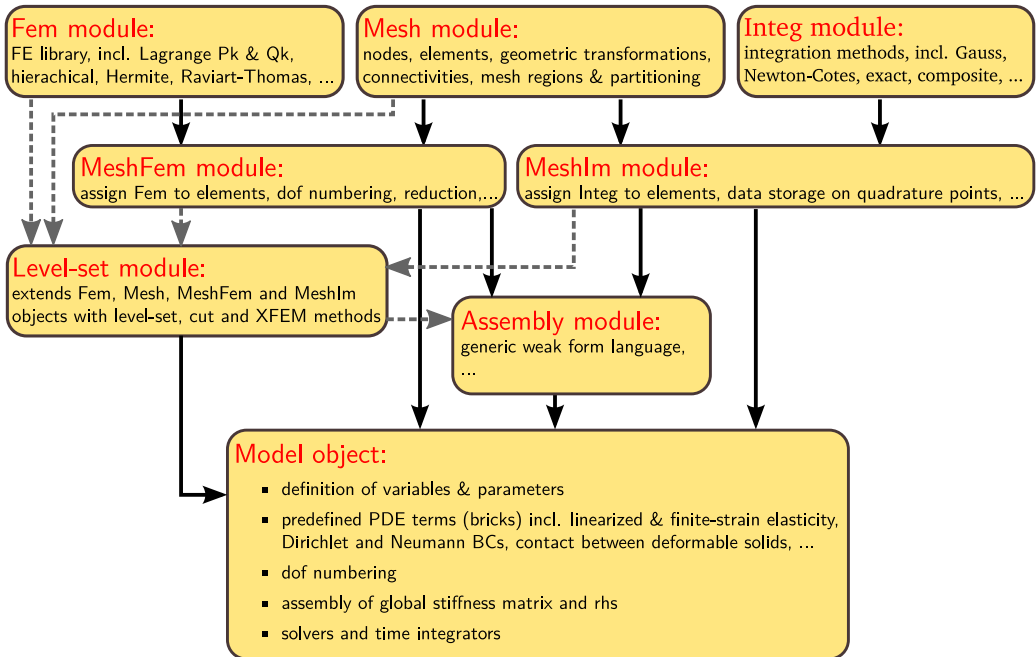 Fem module:
FE library, incl. Lagrange Pk & Qk,
hierachical, Hermite, Raviart-Thomas, ...
Mesh module:
nodes, elements, geometric transformations,
connectivities, mesh regions & partitioning
Integ module:
integration methods, incl. Gauss,
Newton-Cotes, exact, composite, ...
MeshFem module:
assign Fem to elements, dof numbering, reduction,...
MeshIm module:
assign Integ to elements, data storage on quadrature points, ...
Level-set module:
extends Fem, Mesh, MeshFem and MeshIm
objects with level-set, cut and XFEM methods
Assembly module:
generic weak form language,
...
Model object:
▪ definition of variables & parameters
▪ predefined PDE terms (bricks) incl. linearized & finite-strain elasticity,
Dirichlet and Neumann BCs, contact between deformable solids, ...
▪ dof numbering
▪ assembly of global stiffness matrix and rhs
▪ solvers and time integrators